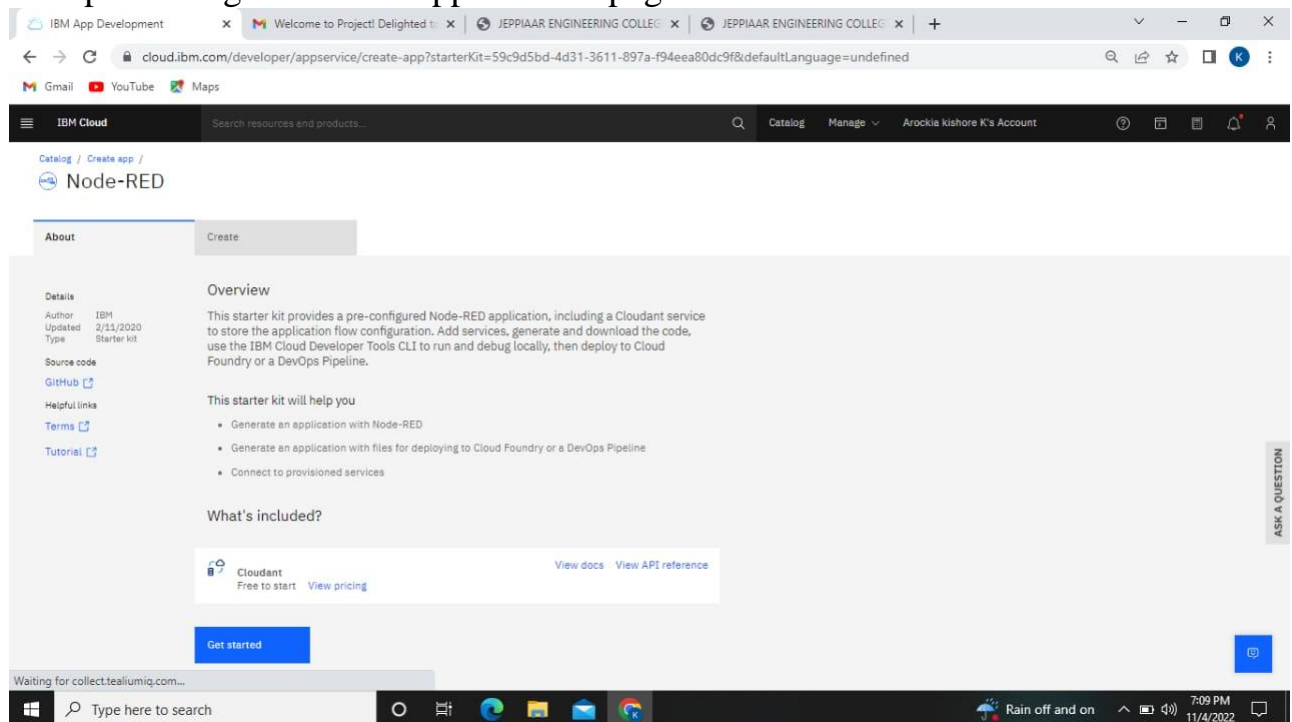 IBM App Development
Welcome to Project! Delighted to
JEPPIAAR ENGINEERING COLLEG
JEPPIAAR ENGINEERING COLLEG
cloud.ibm.com/developer/appservice/create-app?starterKit=59c9d5bd-4d31-3611-897a-f94eea80dc9f&defaultLanguage=undefined
K
Gmail
YouTube
Maps
IBM Cloud
Search resources and products...
Catalog
Manage
Arockia kishore K's Account
Catalog / Create app /
Node-RED
About
Create
Details
Author IBM
Updated 2/11/2020
Type Starter kit
Source code
GitHub
Helpful links
Terms
Tutorial
Overview
This starter kit provides a pre-configured Node-RED application, including a Cloudant service
to store the application flow configuration. Add services, generate and download the code,
use the IBM Cloud Developer Tools CLI to run and debug locally, then deploy to Cloud
Foundry or a DevOps Pipeline.
This starter kit will help you
• Generate an application with Node-RED
• Generate an application with files for deploying to Cloud Foundry or a DevOps Pipeline
• Connect to provisioned services
What's included?
Cloudant
Free to start View pricing
View docs View API reference
Get started
ASK A QUESTION
Waiting for collect.tealiumiq.com...
Type here to search
Rain off and on
7:09 PM
11/4/2022